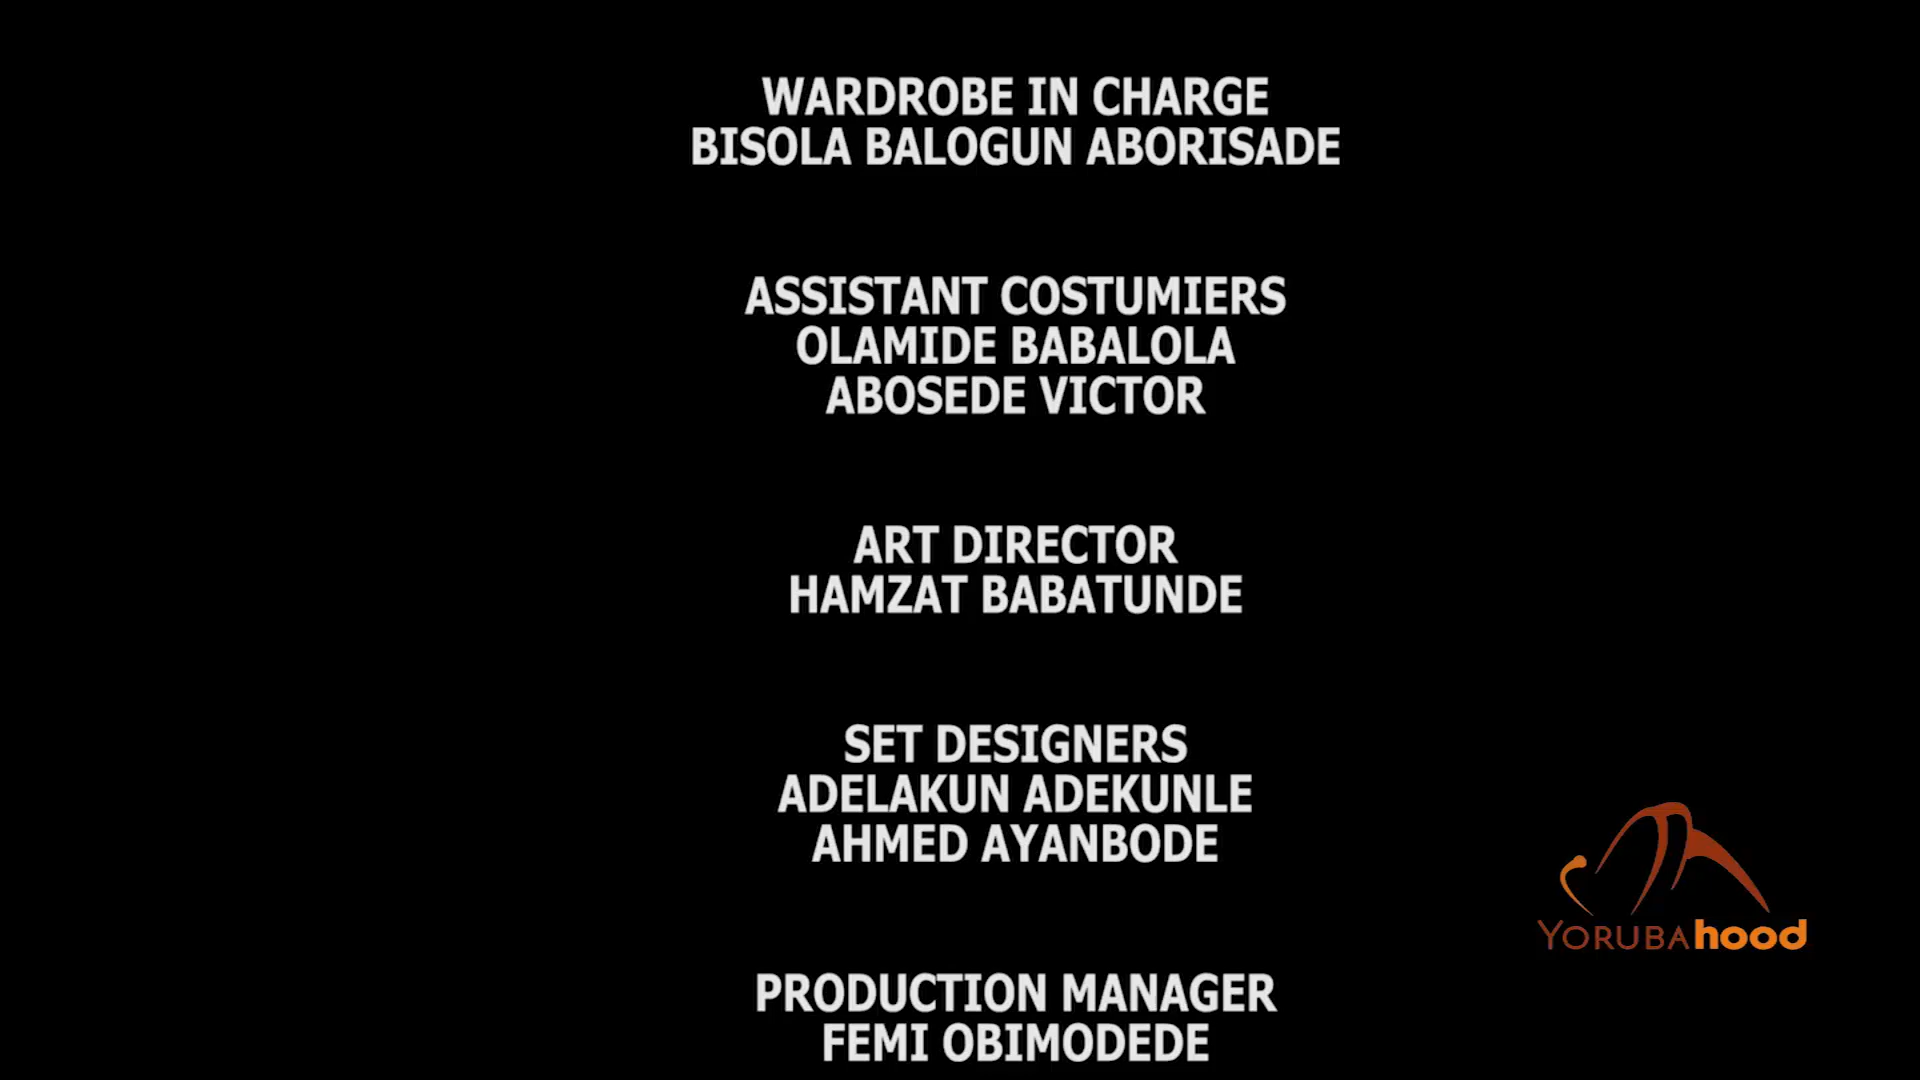 WARDROBE IN CHARGE
BISOLA BALOGUN ABORISADE
ASSISTANT COSTUMIERS
OLAMIDE BABALOLA
ABOSEDE VICTOR
ART DIRECTOR
HAMZAT BABATUNDE
SET DESIGNERS
ADELAKUN ADEKUNLE
AHMED AYANBODE
YORUBAhood
PRODUCTION MANAGER
FEMI OBIMODEDE